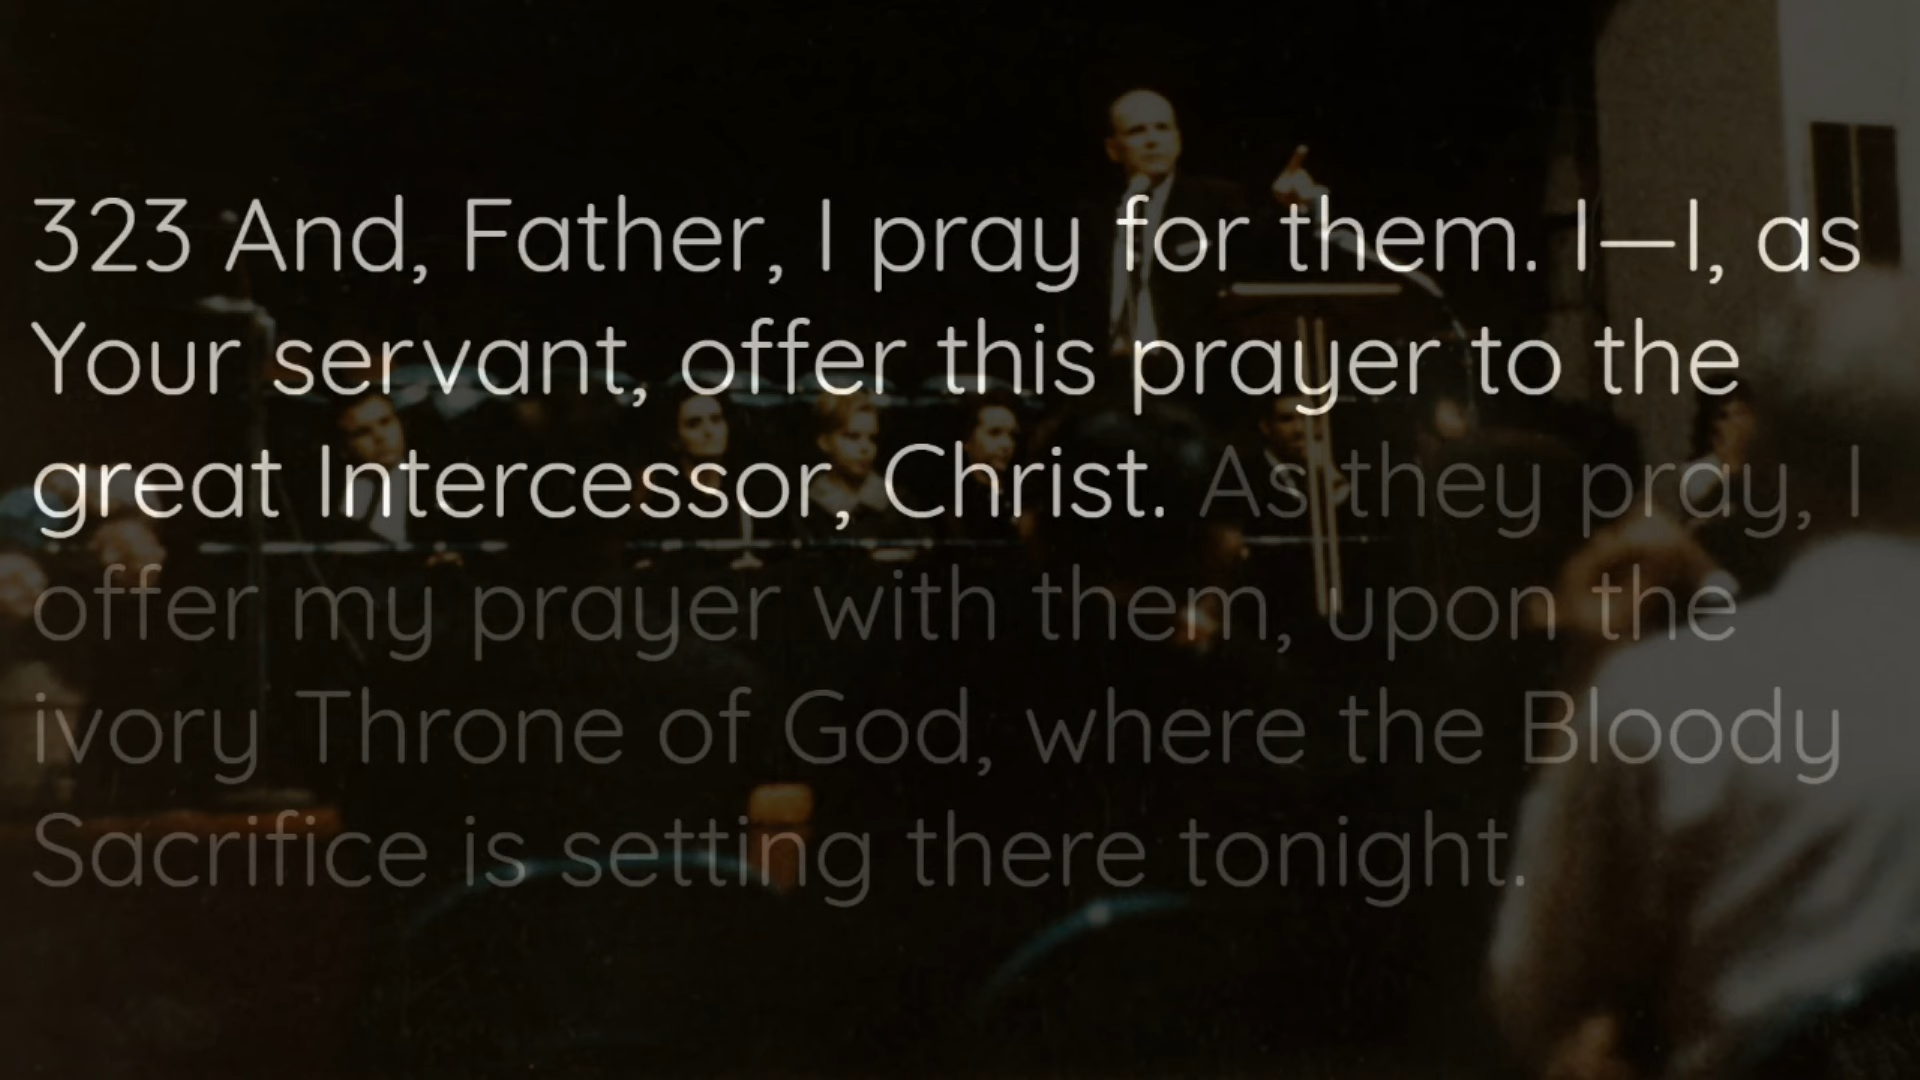 323 And, Father, I pray for them. I—I, as
Your servant, offer this prayer to the
great Intercessor, Christ. As they pray, I
offer my prayer with them, upon the
ivory Throne of God, where the Bloody
Sacrifice is setting there tonight.